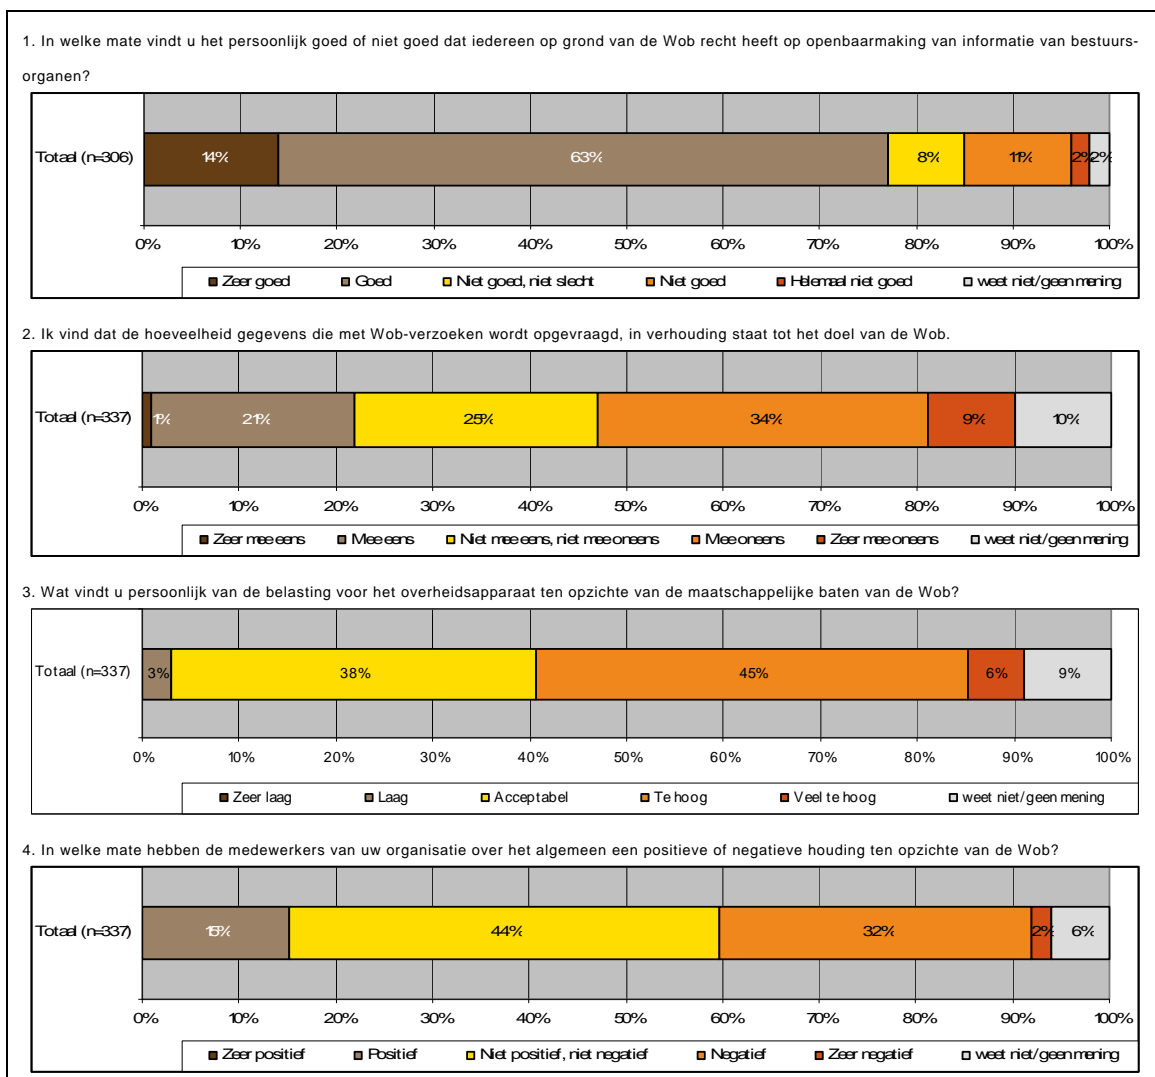 1. In welke mate vindt u het persoonlijk goed of niet goed dat iedereen op grond van de Wob recht heeft op openbaarmaking van informatie van bestuurs-
organen?
Totaal (n=306)
14% 63% 8% 11% 2% 2%
0% 10% 20% 30% 40% 50% 60% 70% 80% 90% 100%
Zeer goed Goed Niet goed, niet slecht Niet goed Helemaal niet goed weet niet/geen mening
2. Ik vind dat de hoeveelheid gegevens die met Wob-verzoeken wordt opgevraagd, in verhouding staat tot het doel van de Wob.
Totaal (n=337)
1% 21% 25% 34% 9% 10%
0% 10% 20% 30% 40% 50% 60% 70% 80% 90% 100%
Zeer mee eens Mee eens Niet mee eens, niet mee oneens Mee oneens Zeer mee oneens weet niet/geen mening
3. Wat vindt u persoonlijk van de belasting voor het overheidsapparaat ten opzichte van de maatschappelijke baten van de Wob?
Totaal (n=337)
3% 38% 45% 6% 9%
0% 10% 20% 30% 40% 50% 60% 70% 80% 90% 100%
Zeer laag Laag Acceptabel Te hoog Veel te hoog weet niet/geen mening
4. In welke mate hebben de medewerkers van uw organisatie over het algemeen een positieve of negatieve houding ten opzichte van de Wob?
Totaal (n=337)
15% 44% 32% 2% 6%
0% 10% 20% 30% 40% 50% 60% 70% 80% 90% 100%
Zeer positief Positief Niet positief, niet negatief Negatief Zeer negatief weet niet/geen mening